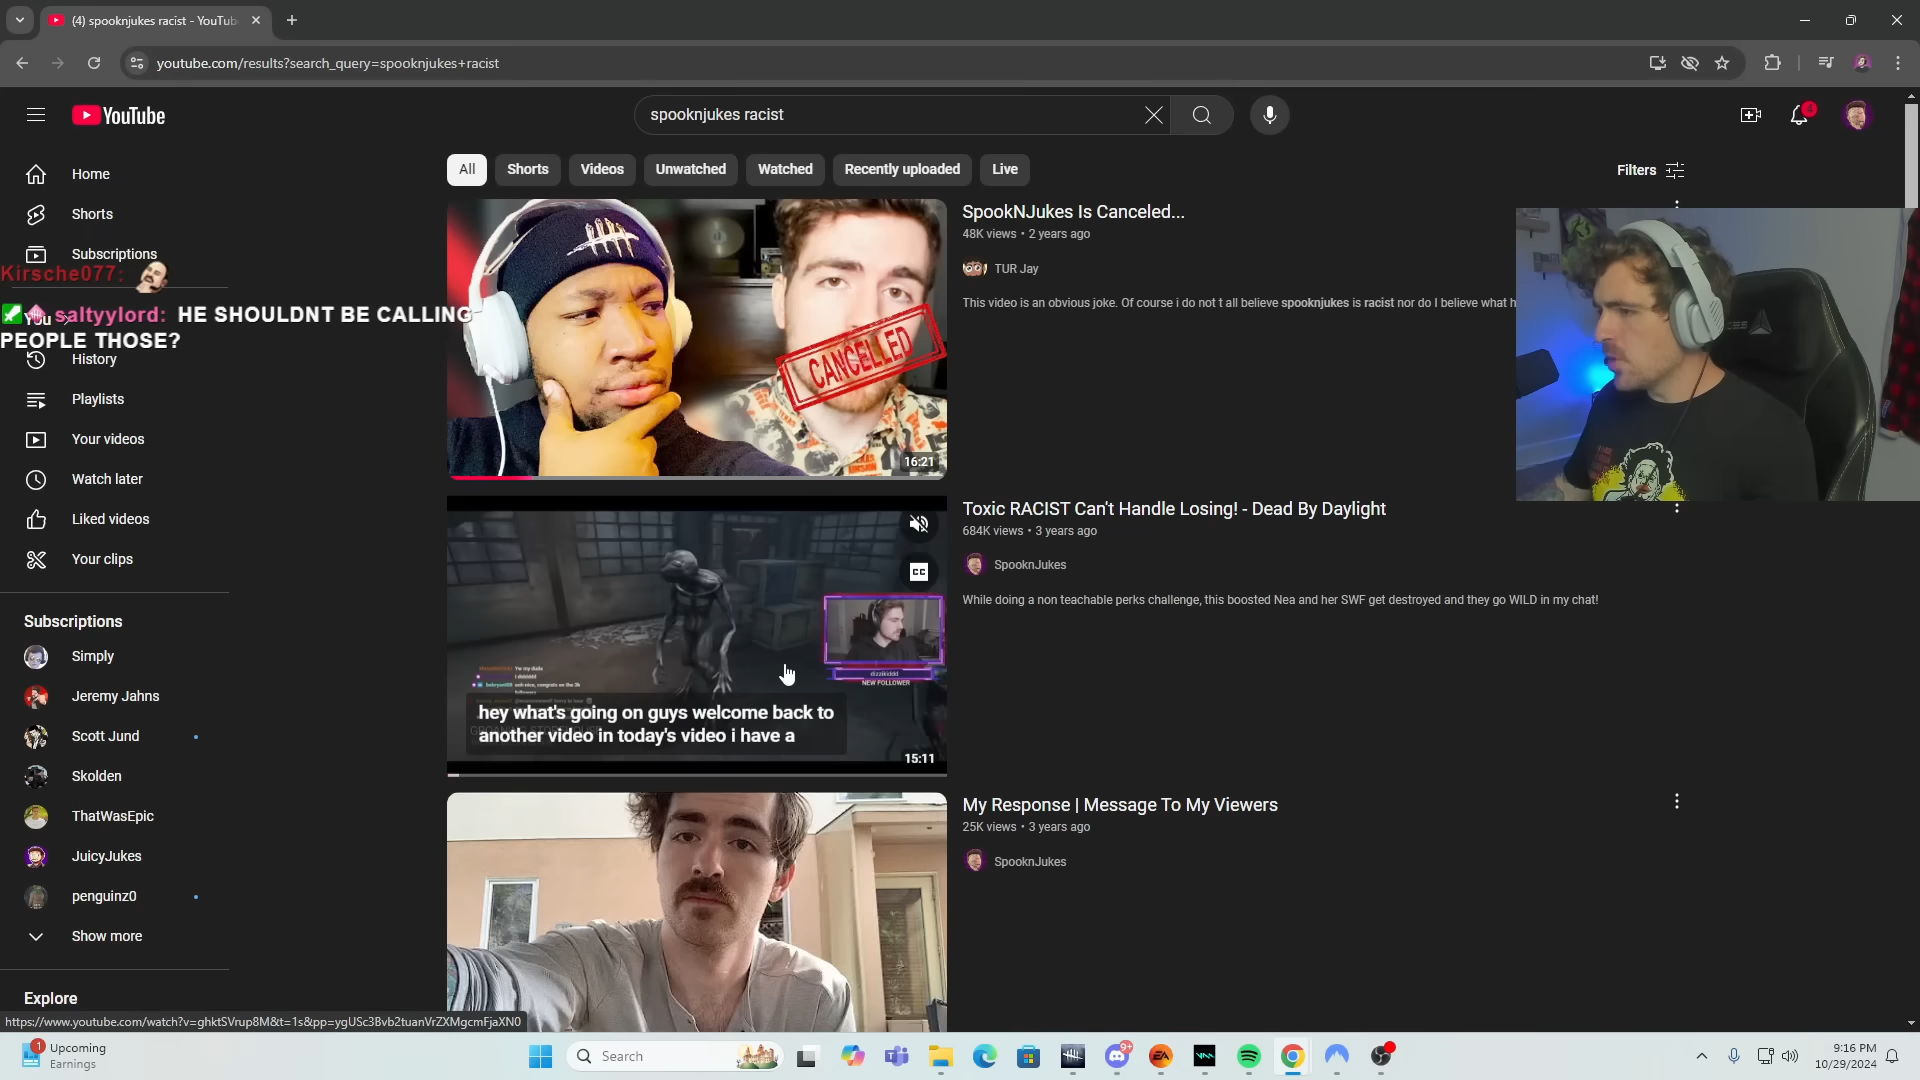 (4) spooknjukes racist - YouTub
youtube.com/results?search_query=spooknjukes+racist
YouTube
spooknjukes racist
4
All
Shorts
Videos
Unwatched
Watched
Recently uploaded
Live
Filters
Home
Shorts
Subscriptions
Kirsche077:
saltyylord: HE SHOULDNT BE CALLING
PEOPLE THOSE?
You
History
Playlists
Your videos
Watch later
Liked videos
Your clips
Subscriptions
Simply
Jeremy Jahns
Scott Jund
Skolden
ThatWasEpic
JuicyJukes
penguinz0
Show more
Explore
CANCELLED
16:21
SpookNJukes Is Canceled...
48K views • 2 years ago
TUR Jay
This video is an obvious joke. Of course i do not t all believe spooknjukes is racist nor do I believe what h
CC
dizzikiddd
NEW FOLLOWER
hey what's going on guys welcome back to
another video in today's video i have a
15:11
Toxic RACIST Can't Handle Losing! - Dead By Daylight
684K views • 3 years ago
SpooknJukes
While doing a non teachable perks challenge, this boosted Nea and her SWF get destroyed and they go WILD in my chat!
My Response | Message To My Viewers
25K views • 3 years ago
SpooknJukes
https://www.youtube.com/watch?v=ghktSVrup8M&t=1s&pp=ygUSc3Bvb2tuanVrZXMgcmFjaXN0
1
Upcoming
Earnings
Search
9+
9:16 PM
10/29/2024